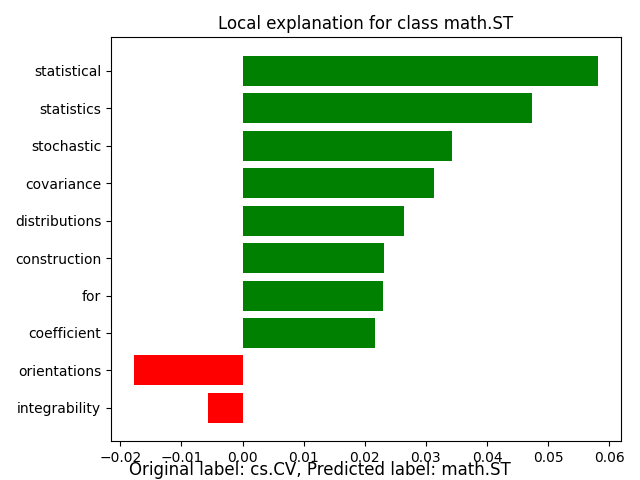 Local explanation for class math.ST
statistical
statistics
stochastic
covariance
distributions
construction
for
coefficient
orientations
integrability
−0.02 −0.01 0.00 0.01 0.02 0.03 0.04 0.05 0.06
Original label: cs.CV, Predicted label: math.ST